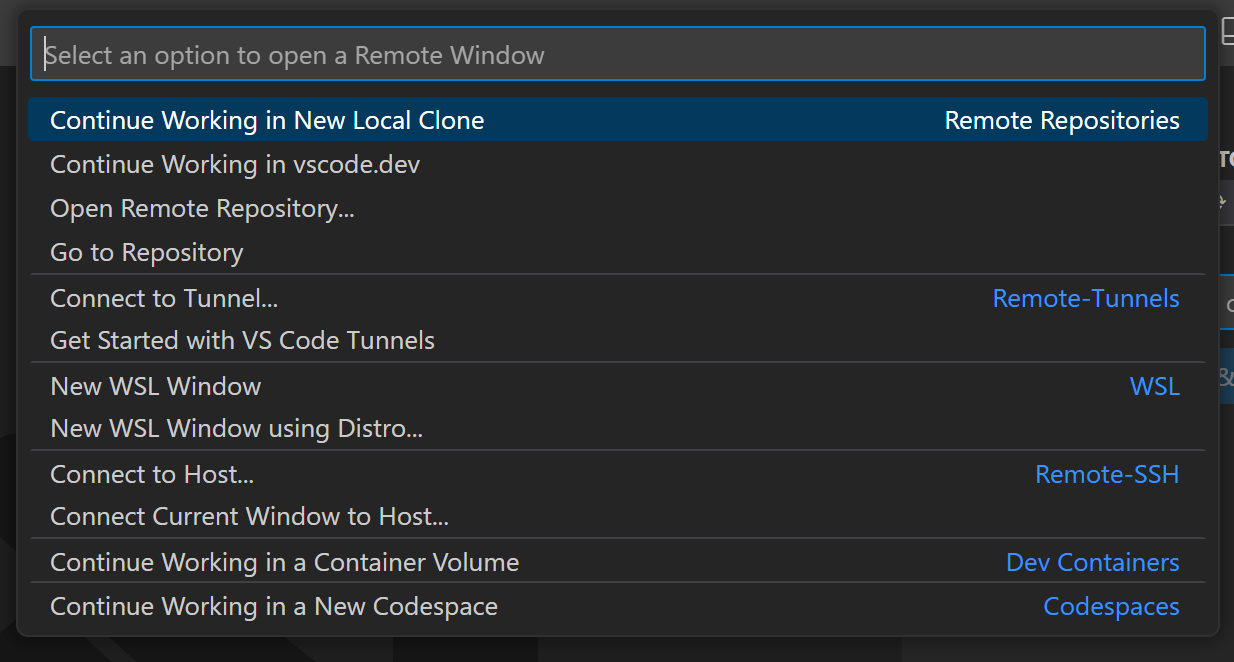 Select an option to open a Remote Window
Continue Working in New Local Clone Remote Repositories
Continue Working in vscode.dev
Open Remote Repository...
Go to Repository
Connect to Tunnel... Remote-Tunnels
Get Started with VS Code Tunnels
New WSL Window WSL
New WSL Window using Distro...
Connect to Host... Remote-SSH
Connect Current Window to Host...
Continue Working in a Container Volume Dev Containers
Continue Working in a New Codespace Codespaces